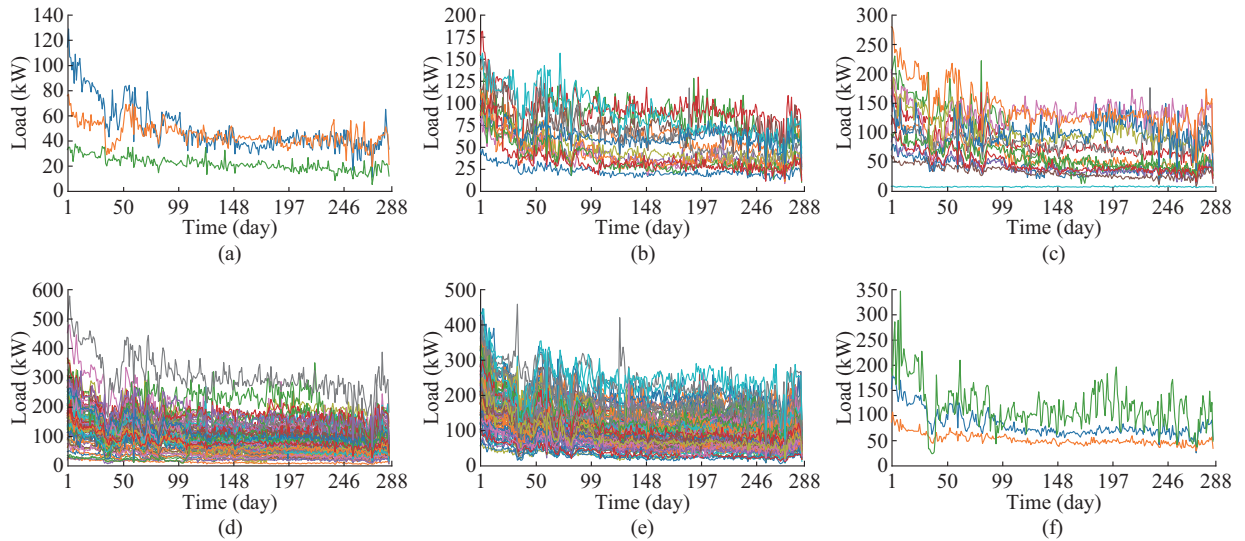 Load (kW)
140
120
100
80
60
40
20
0
1 50 99 148 197 246 288
Time (day)
(a)
Load (kW)
200
175
150
125
100
75
50
25
0
1 50 99 148 197 246 288
Time (day)
(b)
Load (kW)
300
250
200
150
100
50
0
1 50 99 148 197 246 288
Time (day)
(c)
Load (kW)
600
500
400
300
200
100
0
1 50 99 148 197 246 288
Time (day)
(d)
Load (kW)
500
400
300
200
100
0
1 50 99 148 197 246 288
Time (day)
(e)
Load (kW)
350
300
250
200
150
100
50
0
1 50 99 148 197 246 288
Time (day)
(f)